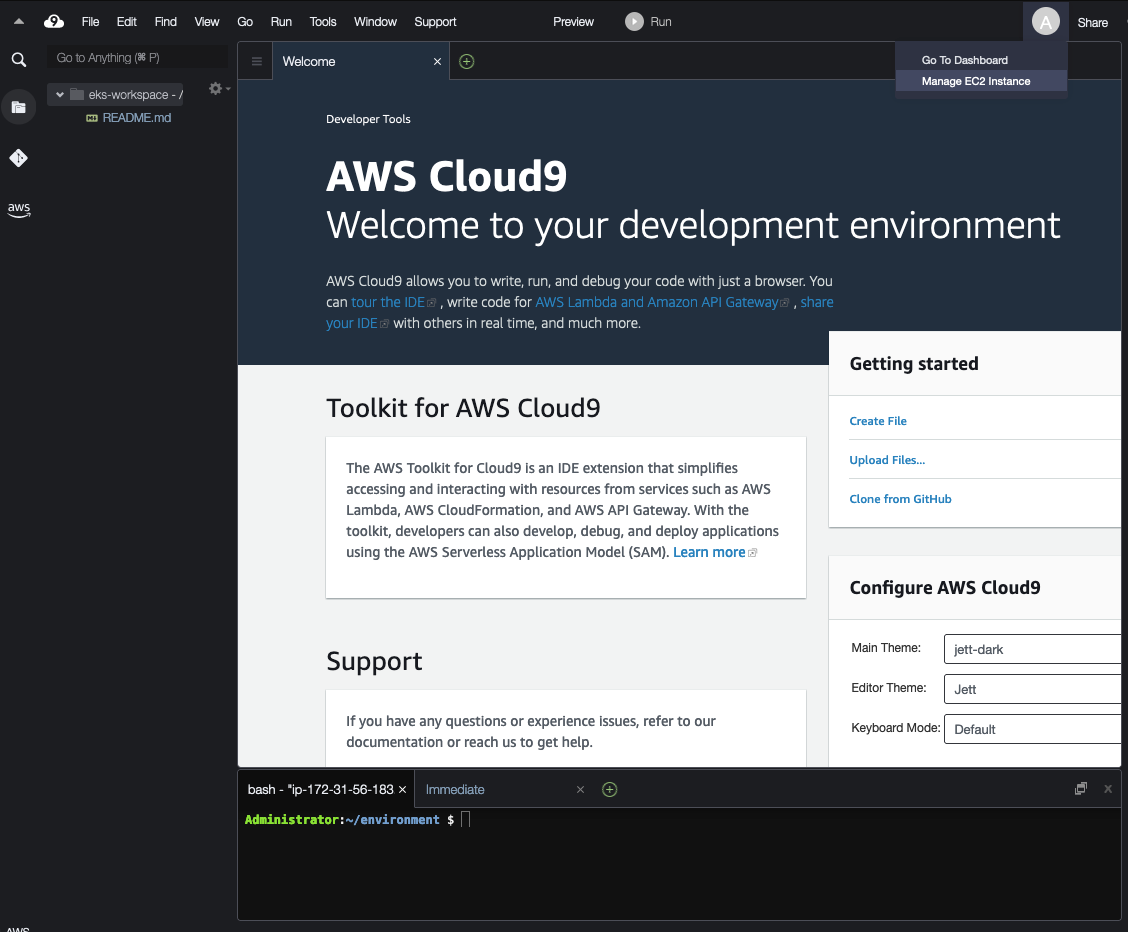 9 File Edit Find View Go Run Tools Window Support Preview Run A Share
Go to Anything (⌘ P)
Welcome
Go To Dashboard
Manage EC2 Instance
eks-workspace - /
README.md
aws
Developer Tools
AWS Cloud9
Welcome to your development environment
AWS Cloud9 allows you to write, run, and debug your code with just a browser. You
can tour the IDE , write code for AWS Lambda and Amazon API Gateway , share
your IDE with others in real time, and much more.
Toolkit for AWS Cloud9
The AWS Toolkit for Cloud9 is an IDE extension that simplifies
accessing and interacting with resources from services such as AWS
Lambda, AWS CloudFormation, and AWS API Gateway. With the
toolkit, developers can also develop, debug, and deploy applications
using the AWS Serverless Application Model (SAM). Learn more
Support
If you have any questions or experience issues, refer to our
documentation or reach us to get help.
Getting started
Create File
Upload Files...
Clone from GitHub
Configure AWS Cloud9
Main Theme: jett-dark
Editor Theme: Jett
Keyboard Mode: Default
bash - "ip-172-31-56-183 Immediate
Administrator:~/environment $
AWS